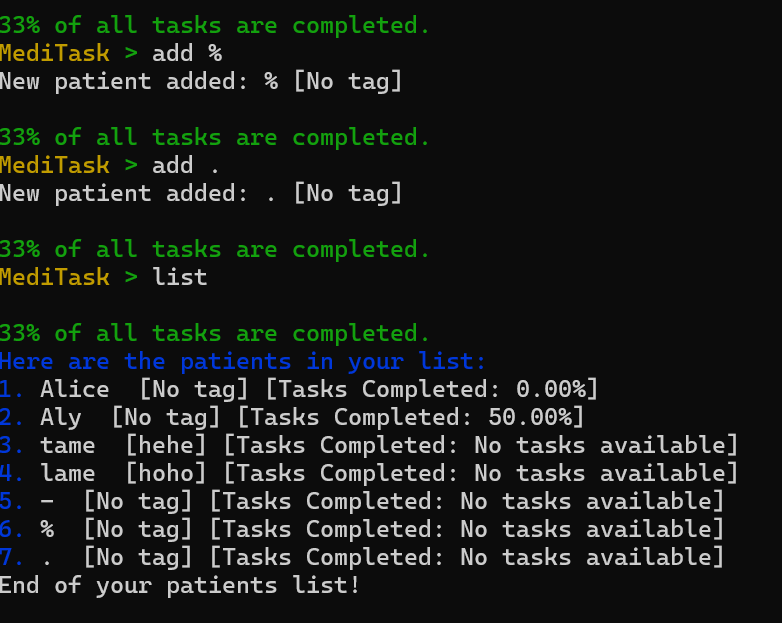 33% of all tasks are completed.
MediTask > add %
New patient added: % [No tag]
33% of all tasks are completed.
MediTask > add .
New patient added: . [No tag]
33% of all tasks are completed.
MediTask > list
33% of all tasks are completed.
Here are the patients in your list:
1. Alice  [No tag] [Tasks Completed: 0.00%]
2. Aly  [No tag] [Tasks Completed: 50.00%]
3. tame  [hehe] [Tasks Completed: No tasks available]
4. lame  [hoho] [Tasks Completed: No tasks available]
5. -  [No tag] [Tasks Completed: No tasks available]
6. %  [No tag] [Tasks Completed: No tasks available]
7. .  [No tag] [Tasks Completed: No tasks available]
End of your patients list!